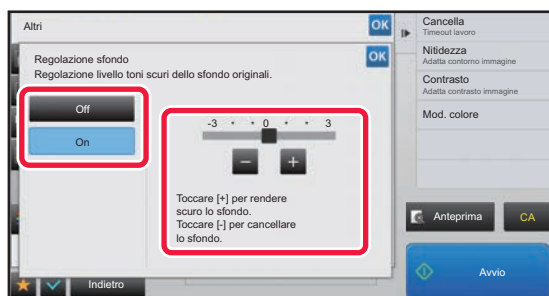 Altri
OK
Regolazione sfondo
Regolazione livello toni scuri dello sfondo originali.
OK
Off
On
-3 0 3
- +
Toccare [+] per rendere
scuro lo sfondo.
Toccare [-] per cancellare
lo sfondo.
Indietro
Cancella
Timeout lavoro
Nitidezza
Adatta contorno immagine
Contrasto
Adatta contrasto immagine
Mod. colore
Anteprima
CA
Avvio